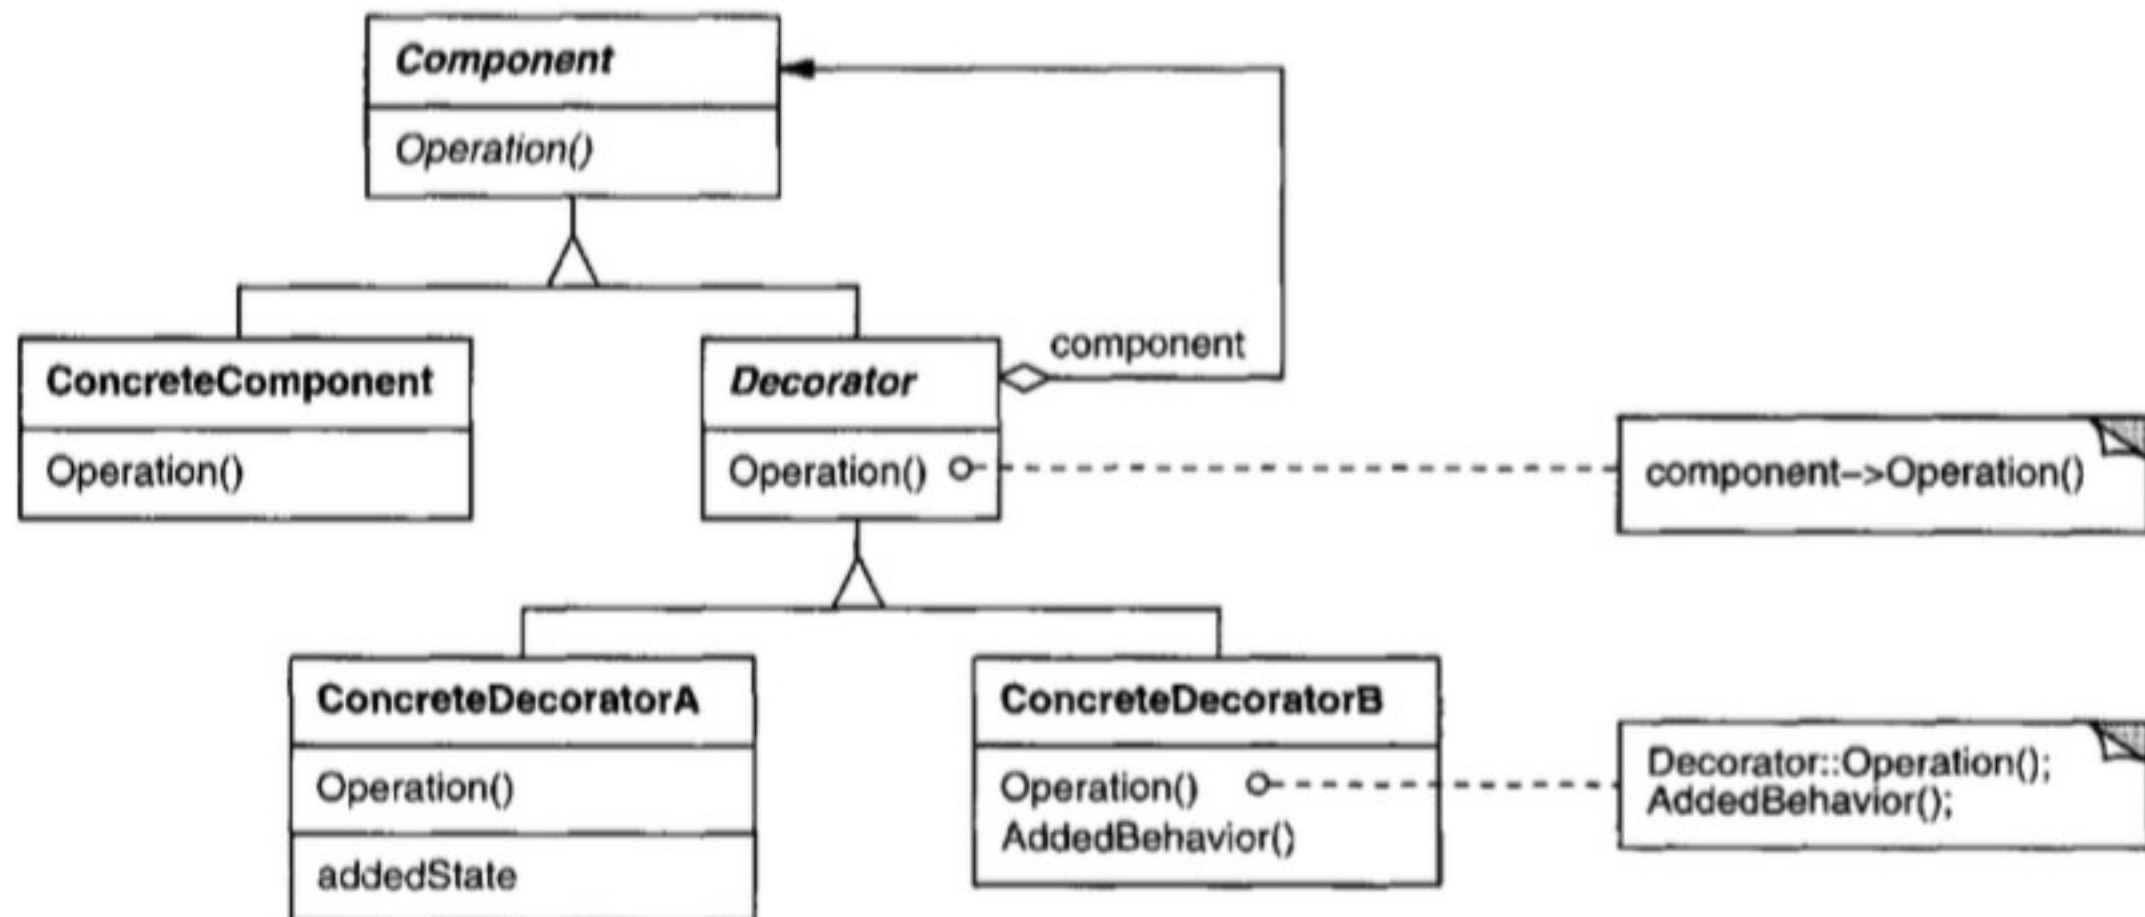 Component
Operation()
component
ConcreteComponent
Operation()
Decorator
Operation()
component–>Operation()
ConcreteDecoratorA
Operation()
addedState
ConcreteDecoratorB
Operation()
AddedBehavior()
Decorator::Operation();
AddedBehavior();